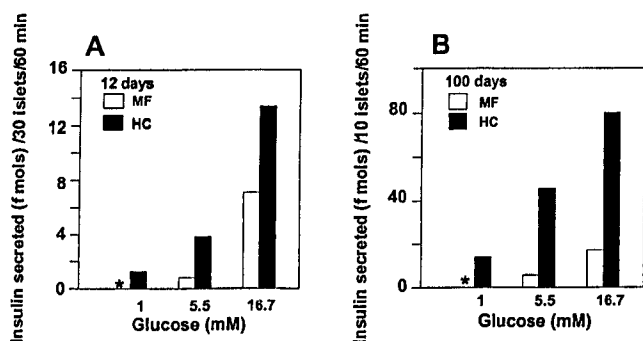 A
Insulin secreted (f mols) /30 islets/60 min
16
12
8
4
0
12 days
MF
HC
*
1 5.5 16.7
Glucose (mM)
B
Insulin secreted (f mols) /10 islets/60 min
80
40
0
100 days
MF
HC
*
1 5.5 16.7
Glucose (mM)